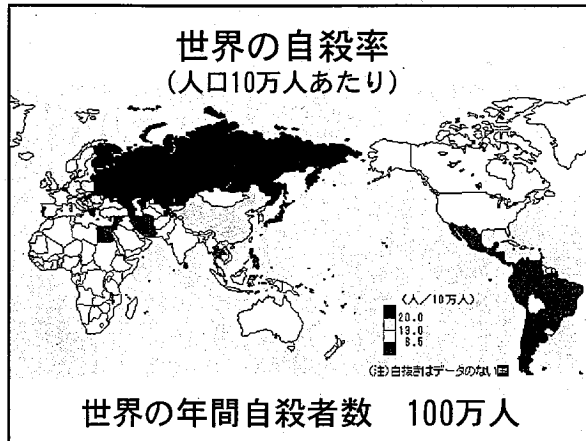 世界の自殺率
(人口10万人あたり)
(人/10万人)
20.0
13.0
6.5
(注)白抜きはデータのない国
世界の年間自殺者数 100万人